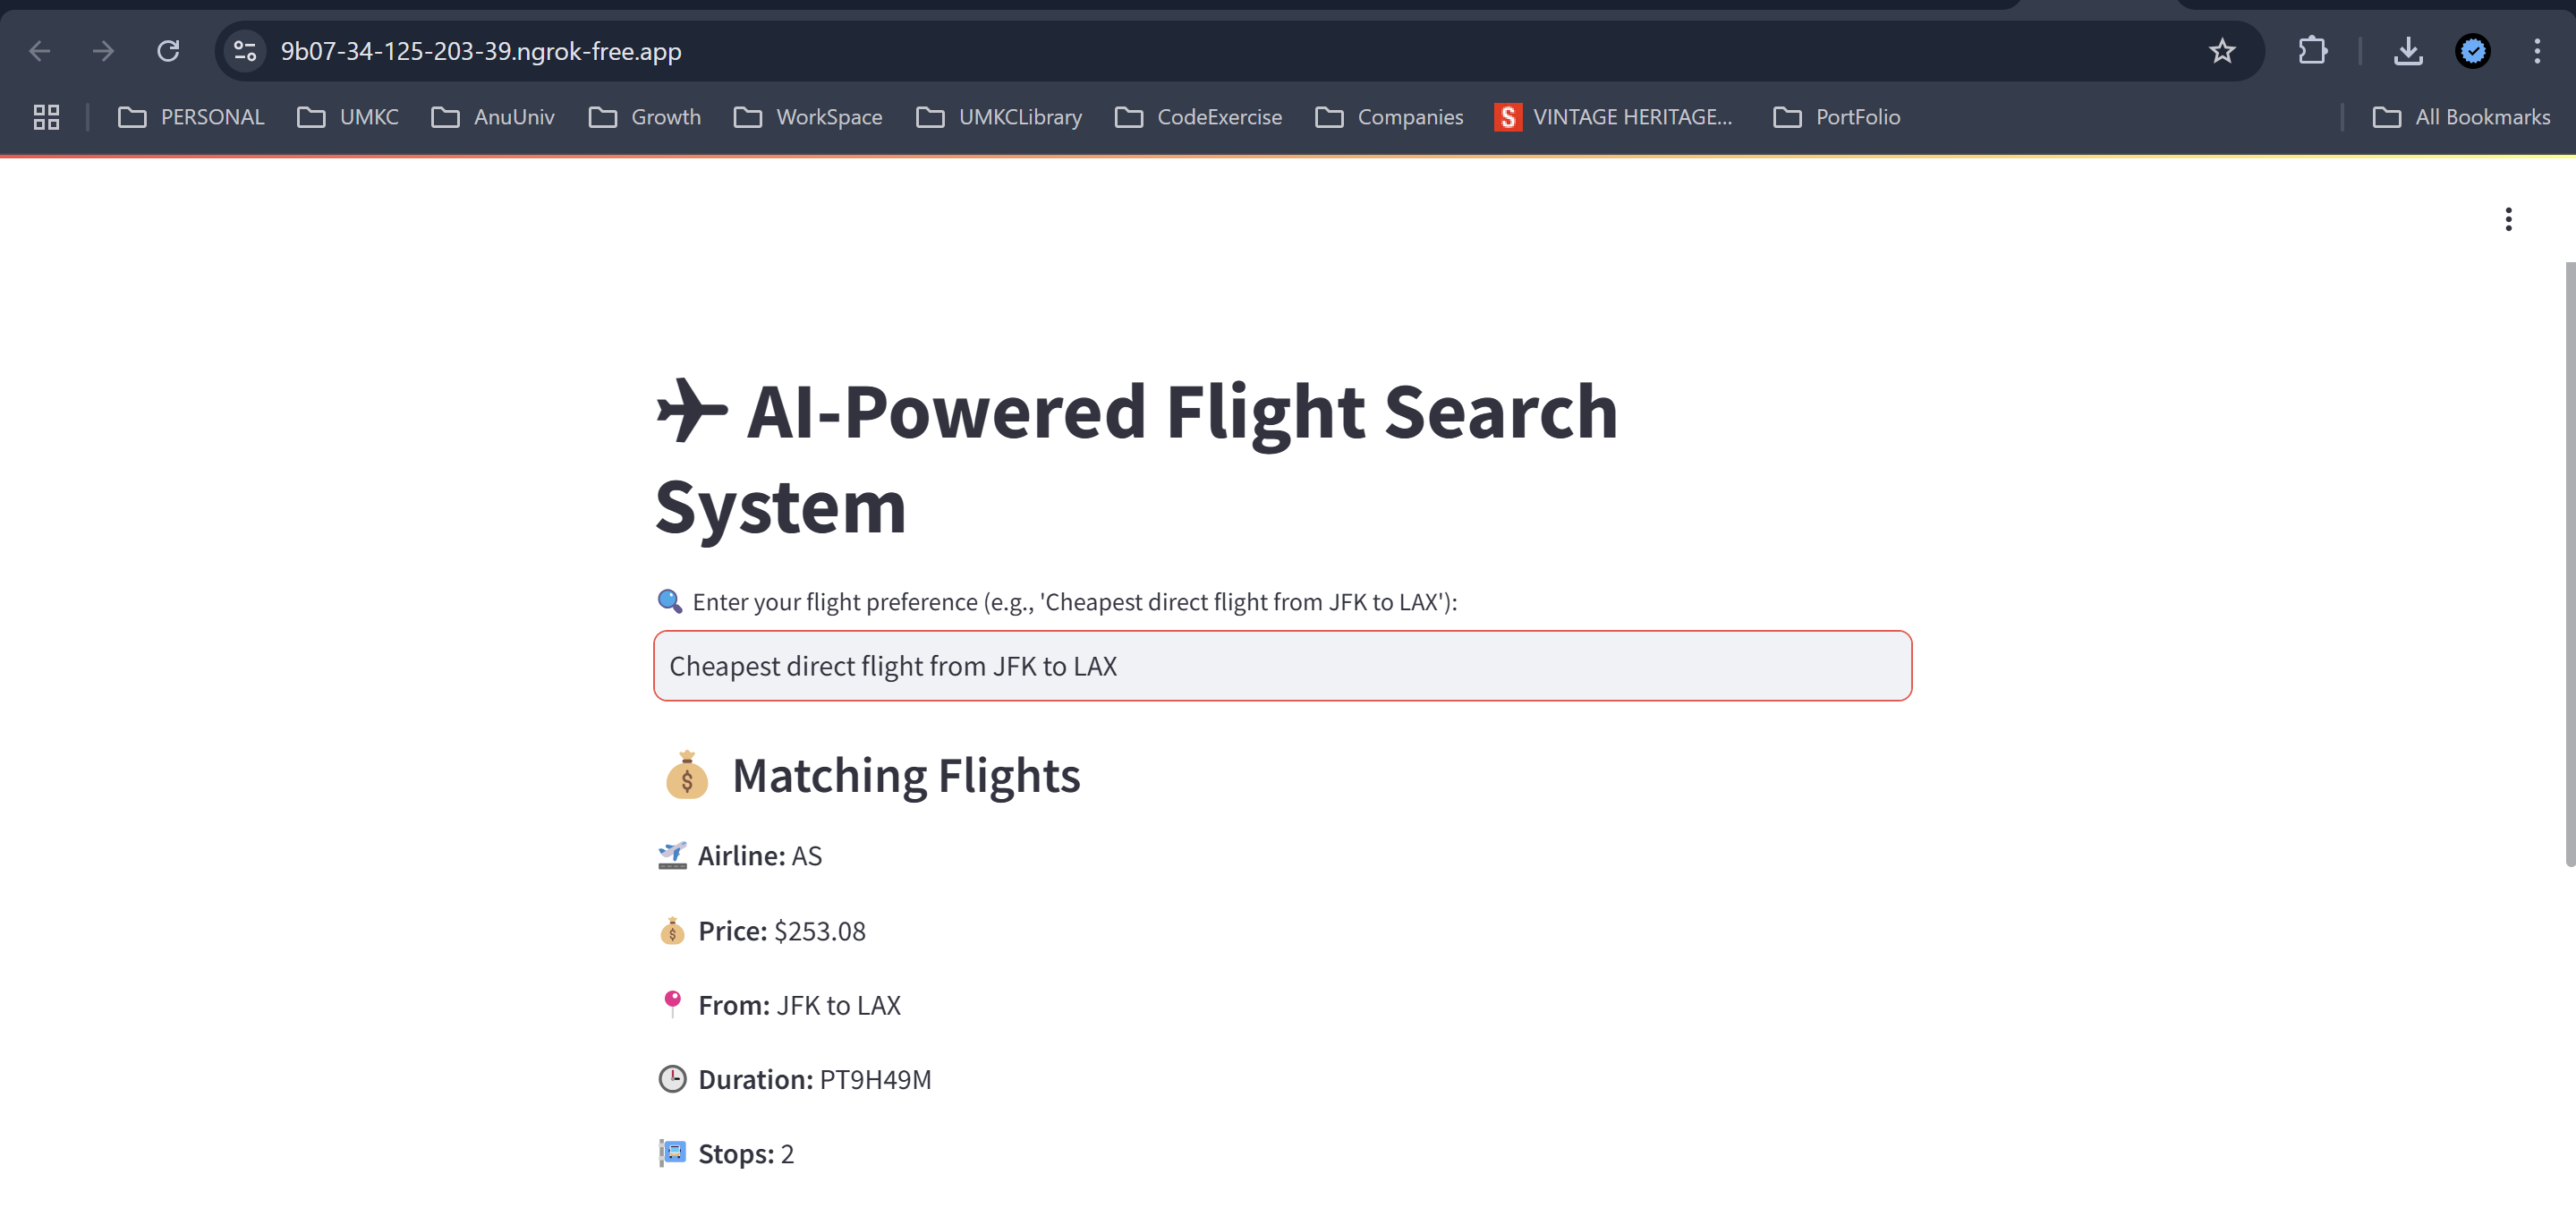 9b07-34-125-203-39.ngrok-free.app
PERSONAL UMKC AnuUniv Growth WorkSpace UMKCLibrary CodeExercise Companies S VINTAGE HERITAGE... PortFolio All Bookmarks
AI-Powered Flight Search
System
Enter your flight preference (e.g., 'Cheapest direct flight from JFK to LAX'):
Cheapest direct flight from JFK to LAX
Matching Flights
Airline: AS
Price: $253.08
From: JFK to LAX
Duration: PT9H49M
Stops: 2